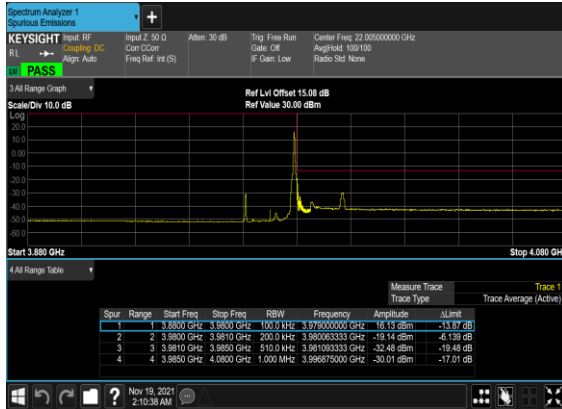 Spectrum Analyzer 1
Spurious Emissions
+
KEYSIGHT Input: RF Input Z: 50 Ω Atten: 30 dB Trig: Free Run Center Freq: 22.005000000 GHz
RL Coupling: DC Corr CCorr Gate: Off Avg|Hold: 100/100
Align: Auto Freq Ref: Int (S) IF Gain: Low Radio Std: None
PASS
3 All Range Graph Ref Lvl Offset 15.08 dB
Scale/Div 10.0 dB Ref Value 30.00 dBm
Log
20.0
10.0
0.00
-10.0
-20.0
-30.0
-40.0
-50.0
-60.0
Start 3.880 GHz Stop 4.080 GH
4 All Range Table
Measure Trace Trace 1
Trace Type Trace Average (Active)
Spur Range Start Freq Stop Freq RBW Frequency Amplitude ΔLimit
1 1 3.8800 GHz 3.9800 GHz 100.0 kHz 3.979000000 GHz 16.13 dBm -13.87 dB
2 2 3.9800 GHz 3.9810 GHz 200.0 kHz 3.980063333 GHz -19.14 dBm -6.139 dB
3 3 3.9810 GHz 3.9850 GHz 510.0 kHz 3.981093333 GHz -32.48 dBm -19.48 dB
4 4 3.9850 GHz 4.0800 GHz 1.000 MHz 3.996875000 GHz -30.01 dBm -17.01 dB
? Nov 19, 2021
2:10:38 AM